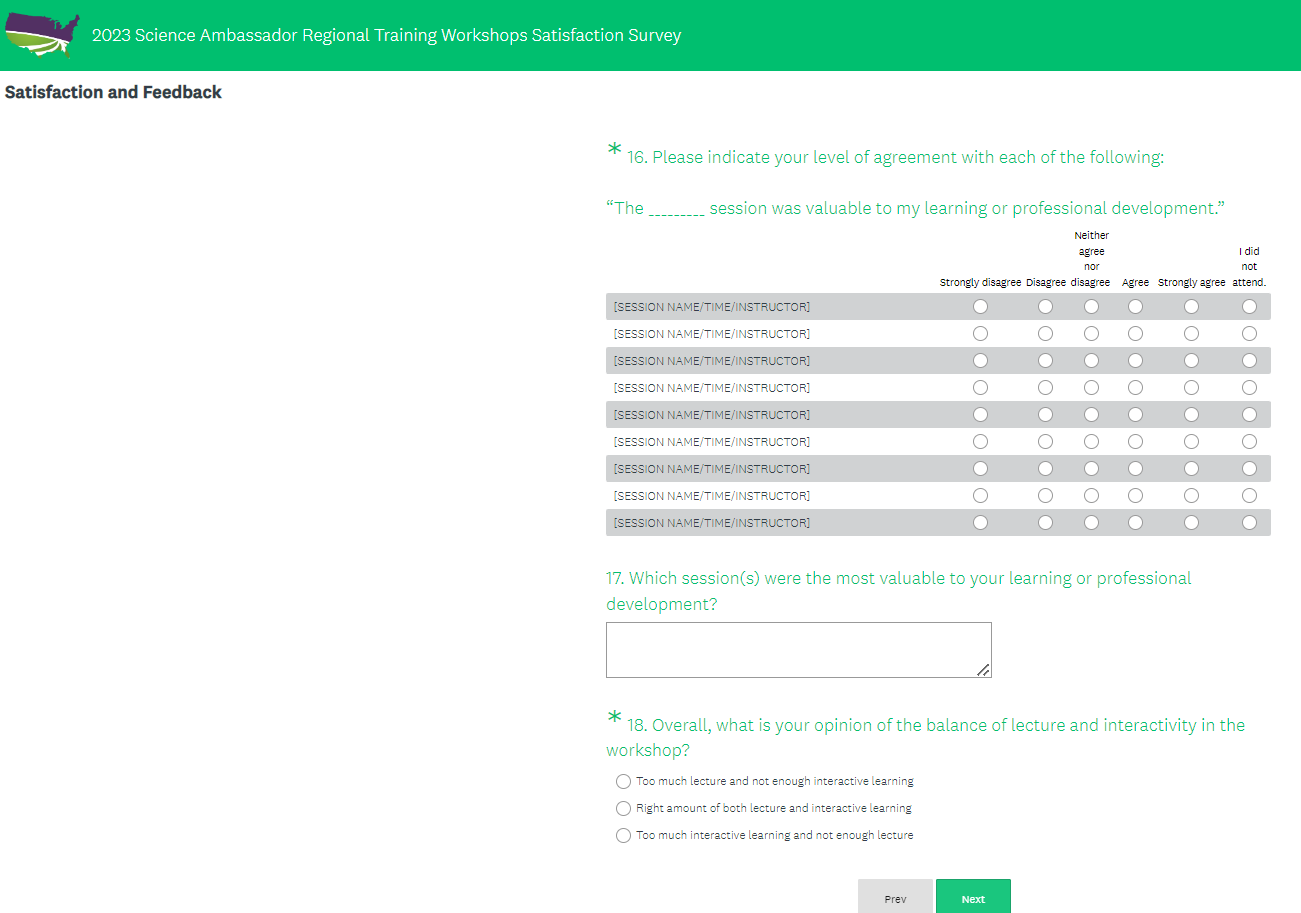 2023 Science Ambassador Regional Training Workshops Satisfaction Survey
Satisfaction and Feedback
* 16. Please indicate your level of agreement with each of the following:
“The _________ session was valuable to my learning or professional development.”
Strongly disagree Disagree Neither agree nor disagree Agree Strongly agree I did not attend.
[SESSION NAME/TIME/INSTRUCTOR]
[SESSION NAME/TIME/INSTRUCTOR]
[SESSION NAME/TIME/INSTRUCTOR]
[SESSION NAME/TIME/INSTRUCTOR]
[SESSION NAME/TIME/INSTRUCTOR]
[SESSION NAME/TIME/INSTRUCTOR]
[SESSION NAME/TIME/INSTRUCTOR]
[SESSION NAME/TIME/INSTRUCTOR]
[SESSION NAME/TIME/INSTRUCTOR]
17. Which session(s) were the most valuable to your learning or professional
development?
* 18. Overall, what is your opinion of the balance of lecture and interactivity in the
workshop?
Too much lecture and not enough interactive learning
Right amount of both lecture and interactive learning
Too much interactive learning and not enough lecture
Prev Next